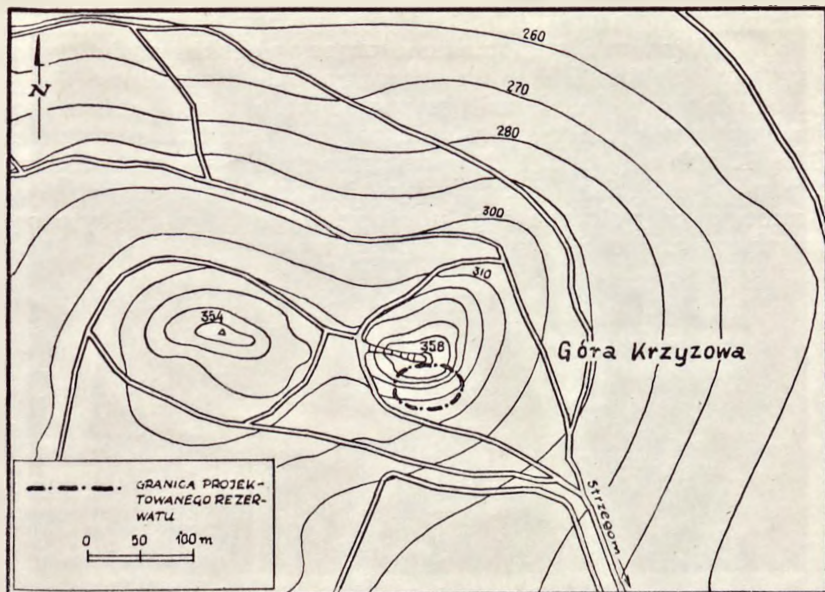 260
270
280
N
300
310
354
358
Góra Krzyzowa
GRANICA PROJEK-
TOWANEGO REZER-
WATU
Strzegom
0 50 100 m